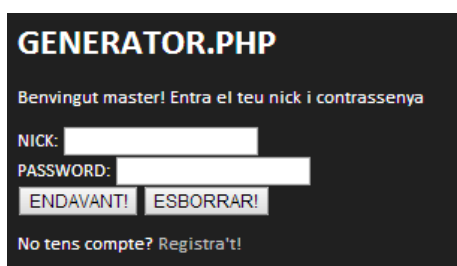 GENERATOR.PHP
Benvingut master! Entra el teu nick i contrassenya
NICK:
PASSWORD:
ENDAVANT! ESBORRAR!
No tens compte? Registra't!